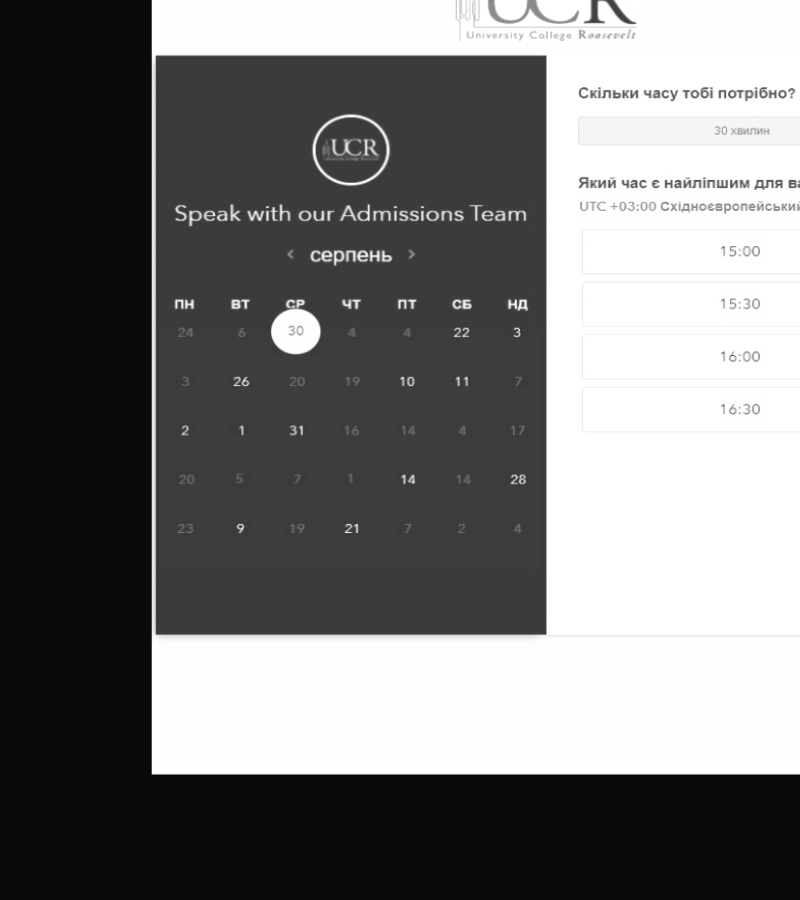 UCR
University College Roosevelt
UCR
Speak with our Admissions Team
< серпень >
ПН ВТ СР ЧТ ПТ СБ НД
24 6 30 4 4 22 3
3 26 20 19 10 11 7
2 1 31 16 14 4 17
20 5 7 1 14 14 28
23 9 19 21 7 2 4
Скільки часу тобі потрібно?
30 хвилин
Який час є найліпшим для ва
UTC +03:00 Східноєвропейський
15:00
15:30
16:00
16:30